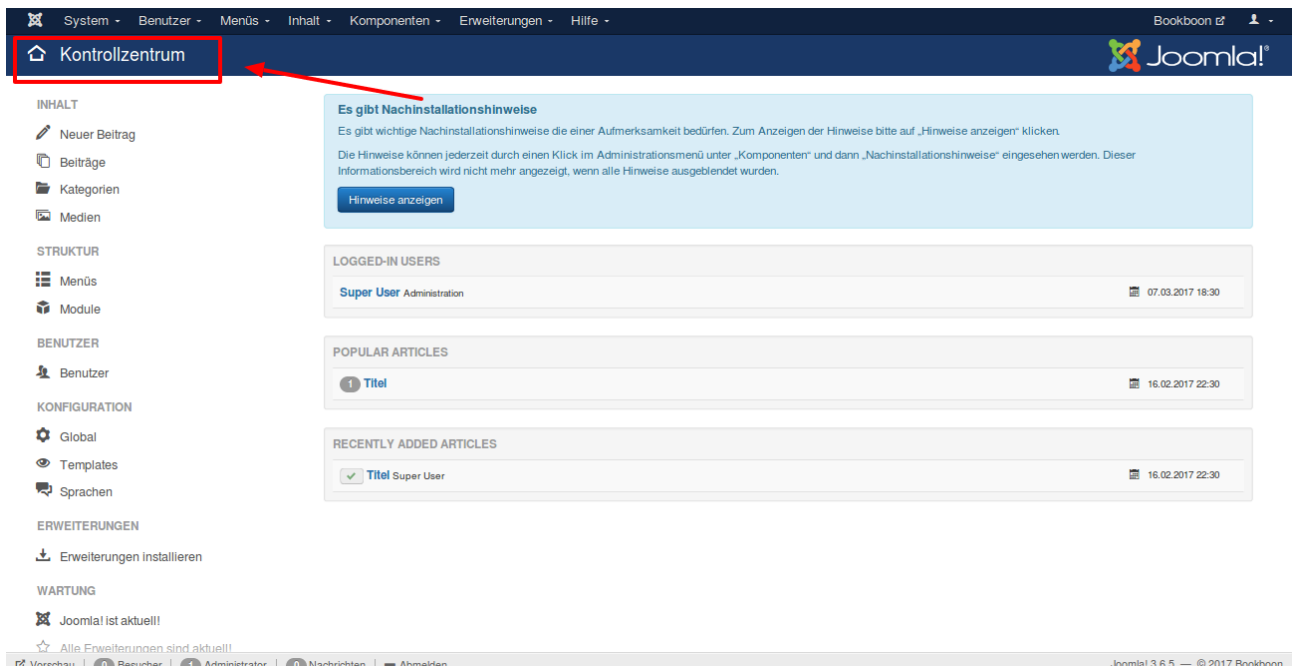 System Benutzer Menüs Inhalt Komponenten Erweiterungen Hilfe Bookboon
Kontrollzentrum Joomla!®
INHALT
Neuer Beitrag
Beiträge
Kategorien
Medien
STRUKTUR
Menüs
Module
BENUTZER
Benutzer
KONFIGURATION
Global
Templates
Sprachen
ERWEITERUNGEN
Erweiterungen installieren
WARTUNG
Joomla! ist aktuell!
Alle Erweiterungen sind aktuell!
Es gibt Nachinstallationshinweise
Es gibt wichtige Nachinstallationshinweise die einer Aufmerksamkeit bedürfen. Zum Anzeigen der Hinweise bitte auf „Hinweise anzeigen“ klicken.
Die Hinweise können jederzeit durch einen Klick im Administrationsmenü unter „Komponenten“ und dann „Nachinstallationshinweise“ eingesehen werden. Dieser
Informationsbereich wird nicht mehr angezeigt, wenn alle Hinweise ausgeblendet wurden.
Hinweise anzeigen
LOGGED-IN USERS
Super User Administration 07.03.2017 18:30
POPULAR ARTICLES
1 Titel 16.02.2017 22:30
RECENTLY ADDED ARTICLES
Titel Super User 16.02.2017 22:30
Vorschau | 0 Besucher | 1 Administrator | 0 Nachrichten | Abmelden Joomla! 3.6.5 — © 2017 Bookboon